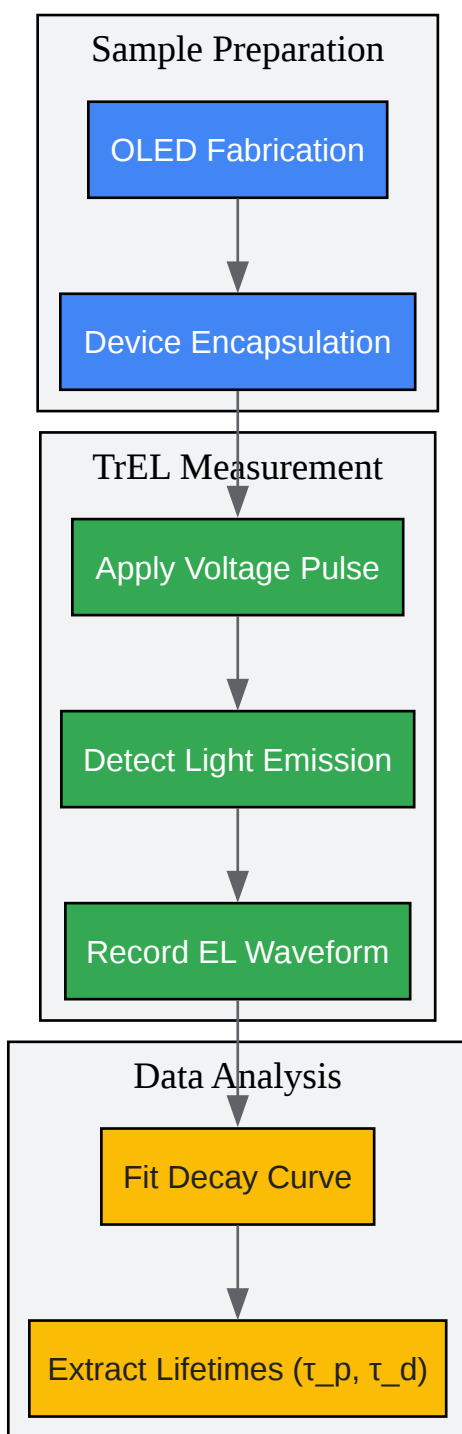 Sample Preparation
OLED Fabrication
Device Encapsulation
TrEL Measurement
Apply Voltage Pulse
Detect Light Emission
Record EL Waveform
Data Analysis
Fit Decay Curve
Extract Lifetimes (τ_p, τ_d)